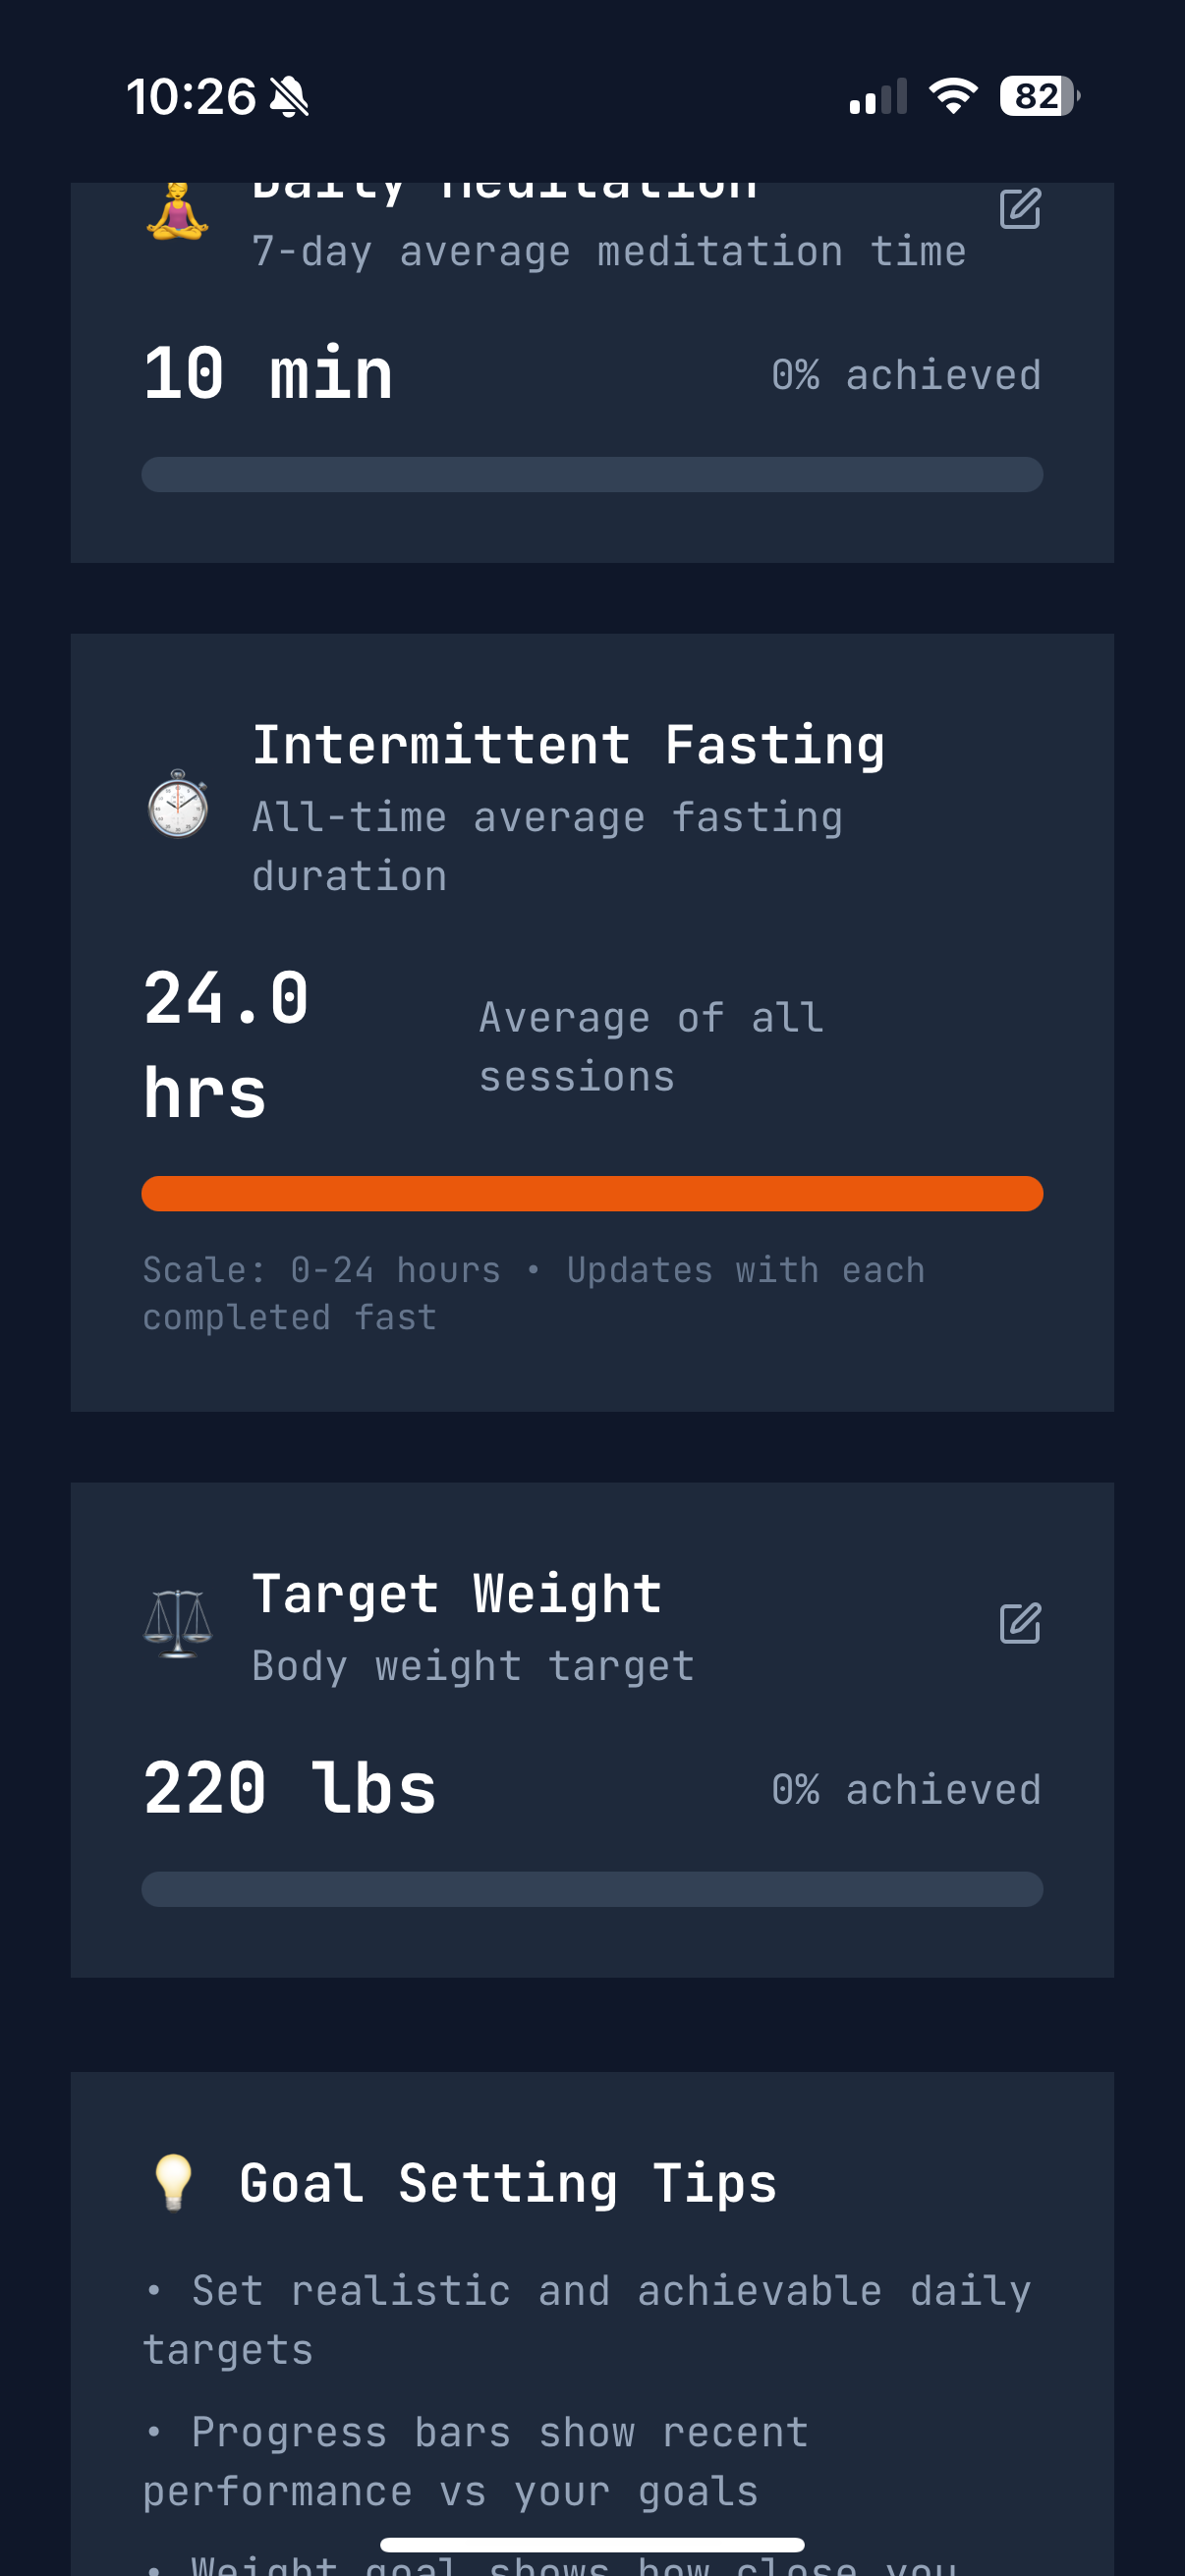 10:26
82
Daily Meditation
7-day average meditation time
10 min
0% achieved
Intermittent Fasting
All-time average fasting
duration
24.0
hrs
Average of all
sessions
Scale: 0-24 hours • Updates with each
completed fast
Target Weight
Body weight target
220 lbs
0% achieved
Goal Setting Tips
• Set realistic and achievable daily
targets
• Progress bars show recent
performance vs your goals
• Weight goal shows how close you